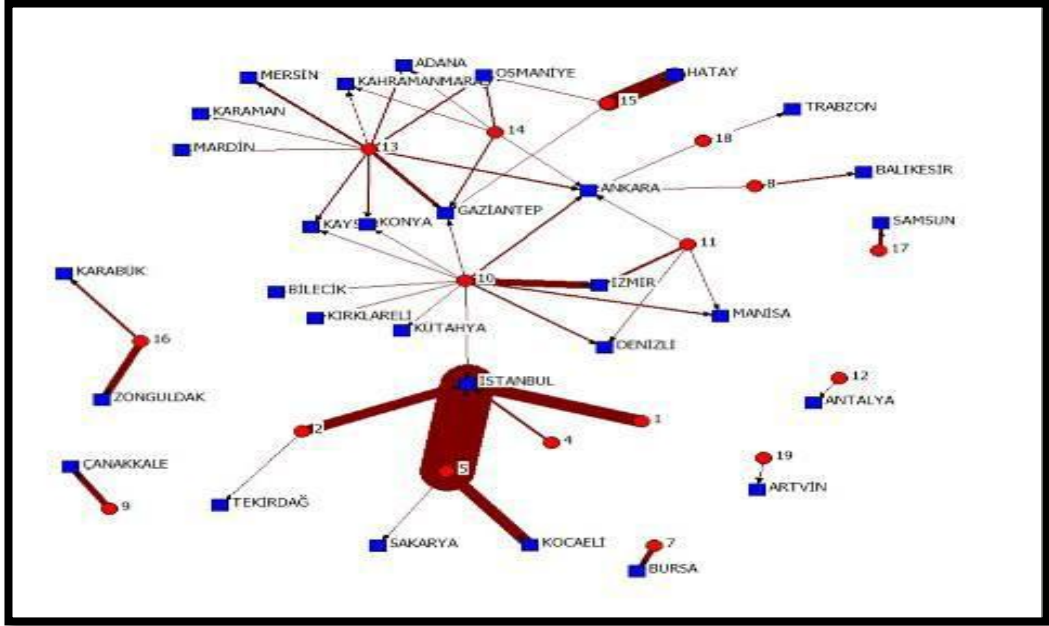 ADANA
MERSİN
KAHRAMANMARAŞ
OSMANİYE
HATAY
15
KARAMAN
TRABZON
14
18
13
MARDİN
BALIKESİR
8
ANKARA
GAZİANTEP
KAYS
KONYA
SAMSUN
17
11
KARABÜK
10
İZMİR
BİLECİK
KIRKLARELİ
MANİSA
KÜTAHYA
16
DENİZLİ
İSTANBUL
12
ZONGULDAK
ANTALYA
1
2
4
ÇANAKKALE
5
19
ARTVİN
TEKİRDAĞ
9
SAKARYA
KOCAELİ
7
BURSA